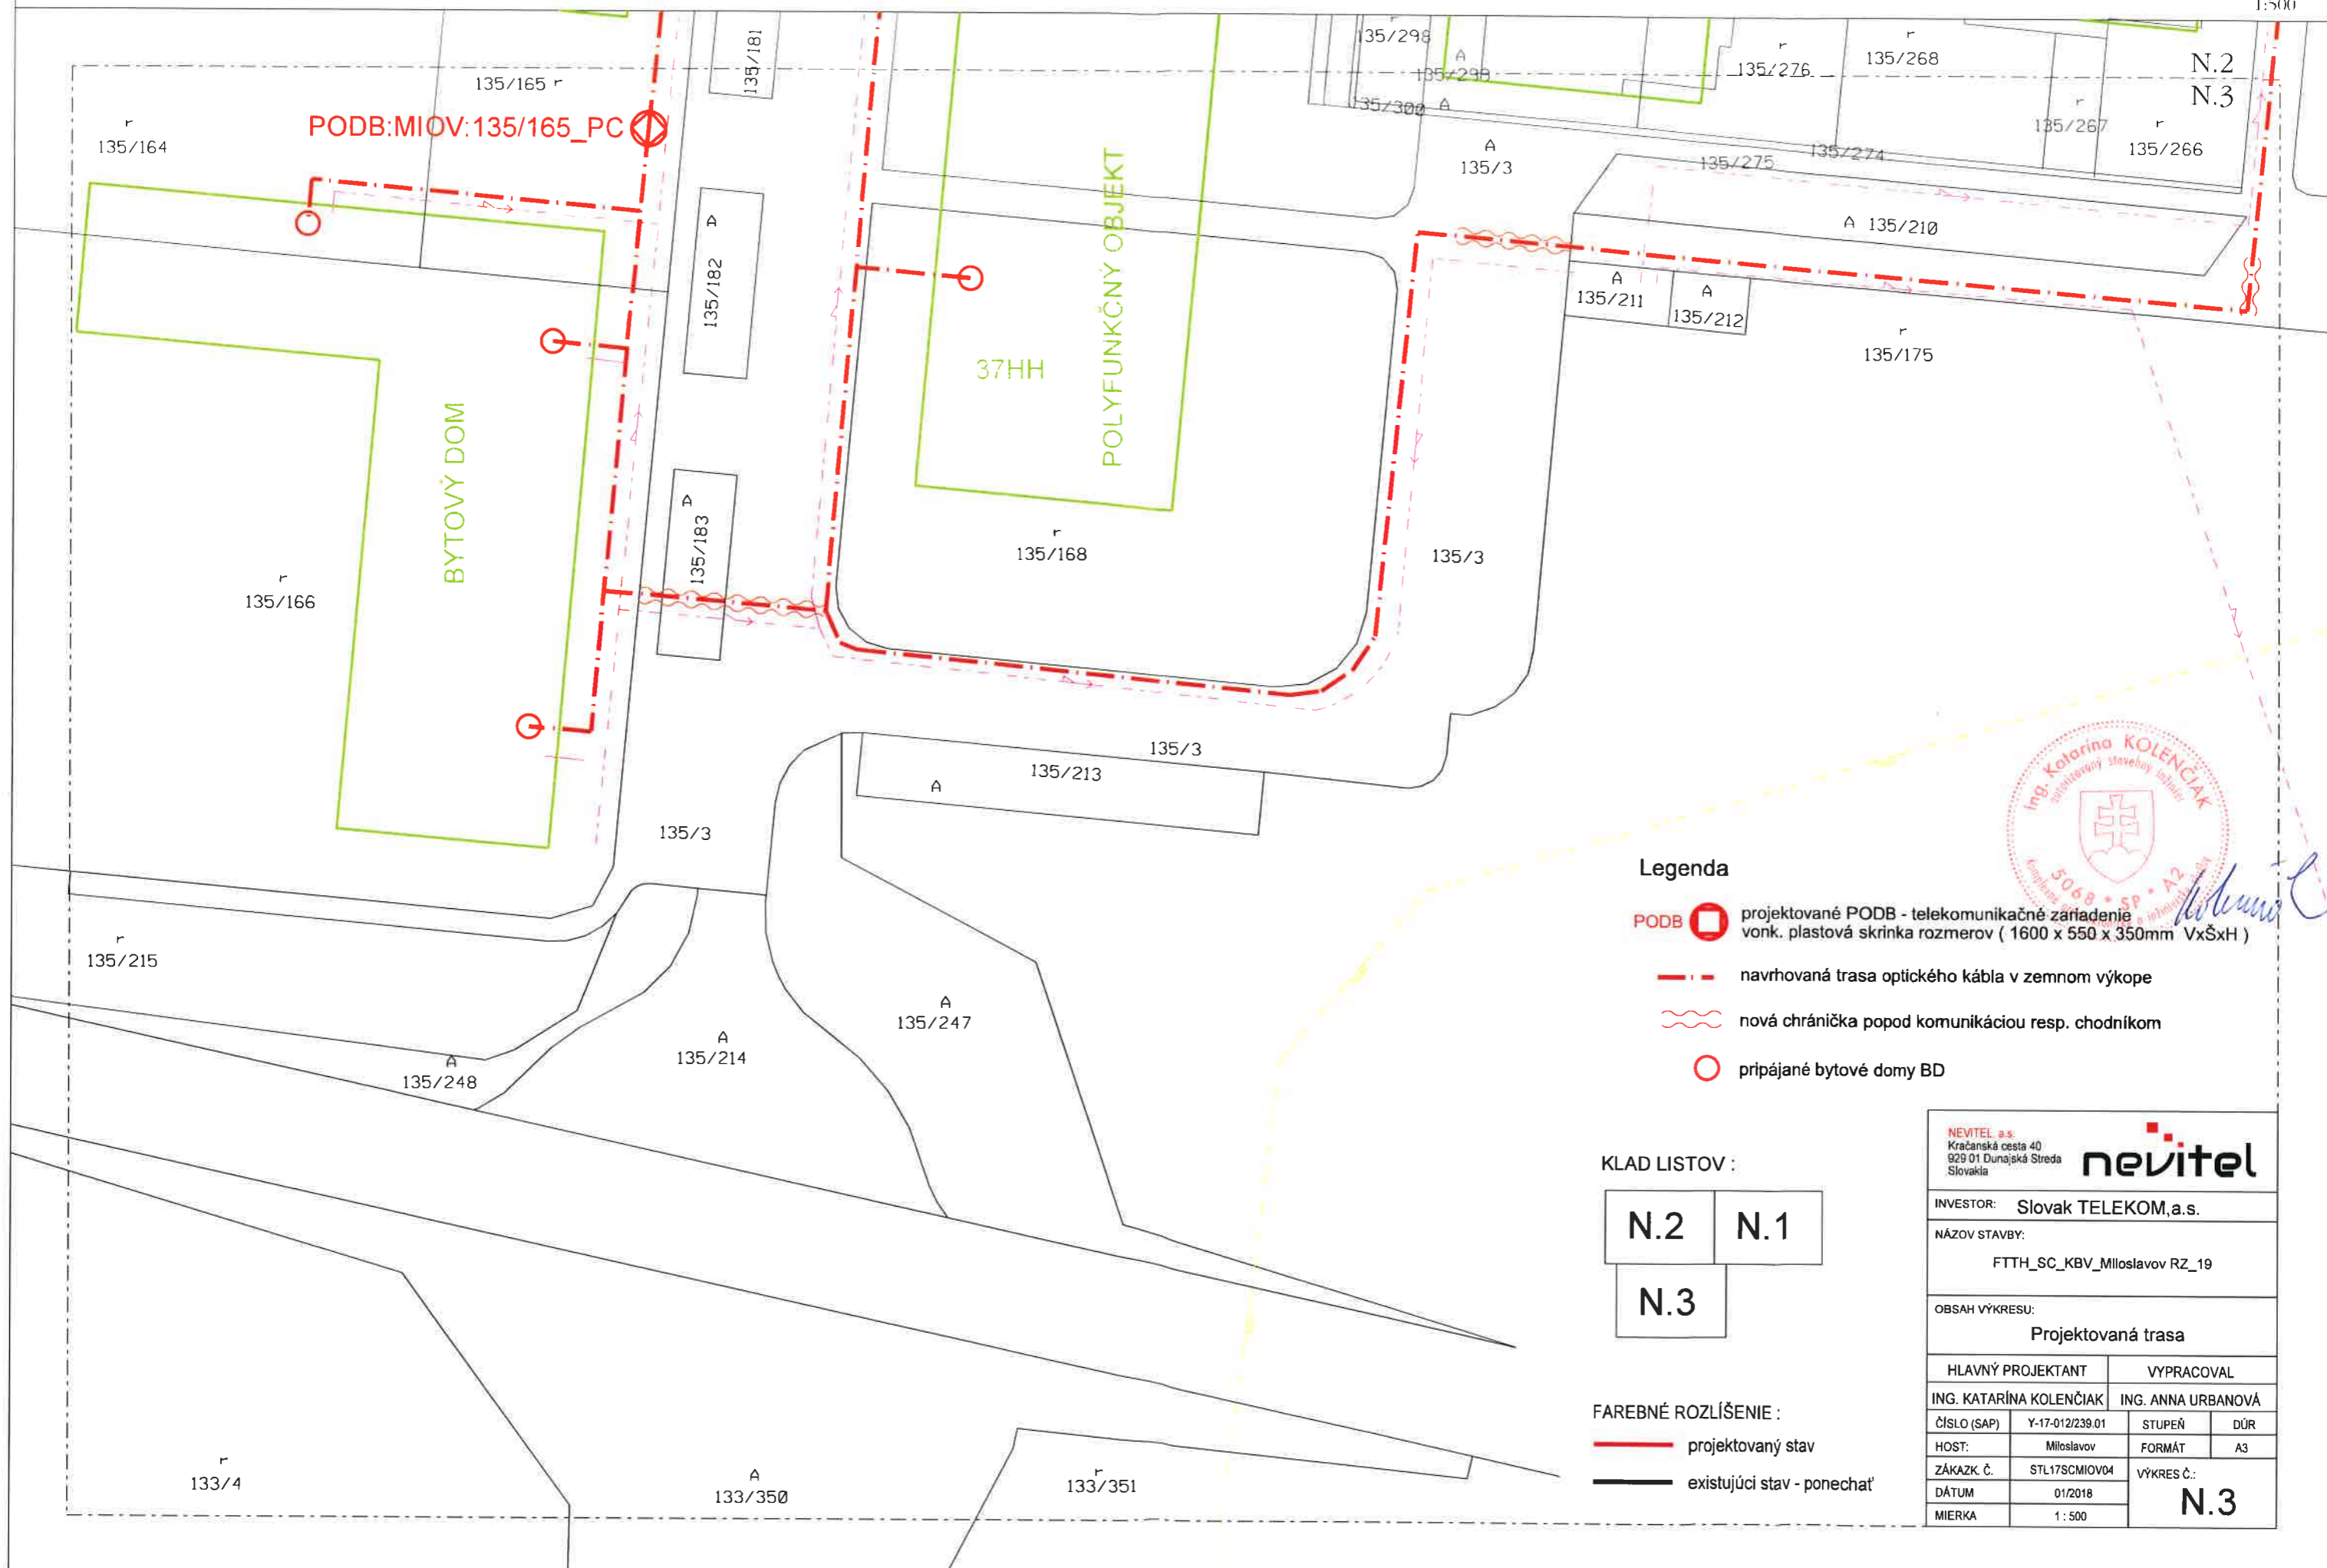 1:500
135/181
135/298
r
A
135/299
135/300 A
r
135/276
r
135/268
N.2
N.3
135/165 r
PODB:MIOV:135/165_PC
r
135/164
A
135/3
135/275
135/274
r
135/267
r
135/266
A 135/210
A
135/182
POLYFUNKČNÝ OBJEKT
37HH
A
135/211
A
135/212
r
135/175
BYTOVÝ DOM
A
135/183
r
135/168
135/3
r
135/166
135/3
135/213
A
135/3
Ing. Katarína KOLENČIAK
autorizovaný stavebný inžinier
5068 * SP * A2
Legenda
PODB
projektované PODB - telekomunikačné zariadenie
vonk. plastová skrinka rozmerov ( 1600 x 550 x 350mm VxŠxH )
navrhovaná trasa optického kábla v zemnom výkope
nová chránička popod komunikáciou resp. chodníkom
pripájané bytové domy BD
r
135/215
A
135/247
A
135/214
A
135/248
KLAD LISTOV :
N.2 N.1
N.3
FAREBNÉ ROZLÍŠENIE :
projektovaný stav
existujúci stav - ponechať
r
133/4
A
133/350
r
133/351
NEVITEL, a.s.
Kračanská cesta 40
929 01 Dunajská Streda
Slovakia
nevitel
INVESTOR: Slovak TELEKOM,a.s.
NÁZOV STAVBY:
FTTH_SC_KBV_Miloslavov RZ_19
OBSAH VÝKRESU:
Projektovaná trasa
HLAVNÝ PROJEKTANT VYPRACOVAL
ING. KATARÍNA KOLENČIAK ING. ANNA URBANOVÁ
ČÍSLO (SAP) Y-17-012/239.01 STUPEŇ DÚR
HOST: Miloslavov FORMÁT A3
ZÁKAZK. Č. STL17SCMIOV04 VÝKRES Č.:
DÁTUM 01/2018 N.3
MIERKA 1 : 500